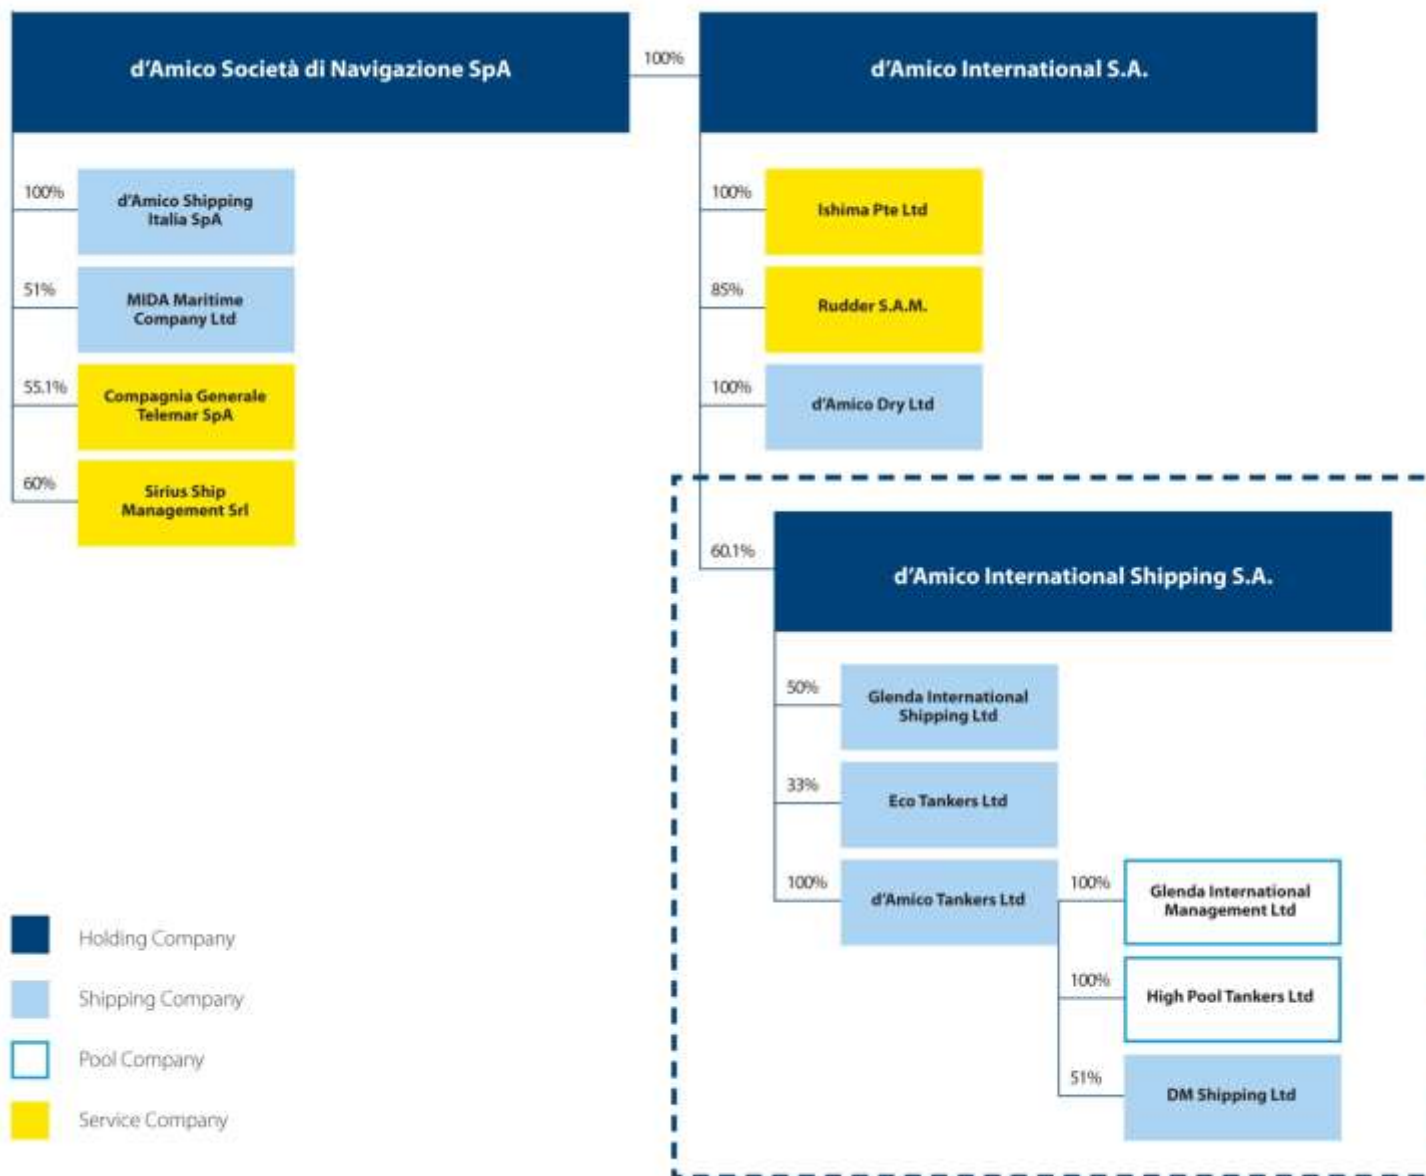 d'Amico Società di Navigazione SpA
100%
d'Amico International S.A.
100%
d'Amico Shipping
Italia SpA
51%
MIDA Maritime
Company Ltd
55.1%
Compagnia Generale
Telemar SpA
60%
Sirius Ship
Management Srl
100%
Ishima Pte Ltd
85%
Rudder S.A.M.
100%
d'Amico Dry Ltd
60.1%
d'Amico International Shipping S.A.
50%
Glenda International
Shipping Ltd
33%
Eco Tankers Ltd
100%
d'Amico Tankers Ltd
100%
Glenda International
Management Ltd
100%
High Pool Tankers Ltd
51%
DM Shipping Ltd
Holding Company
Shipping Company
Pool Company
Service Company